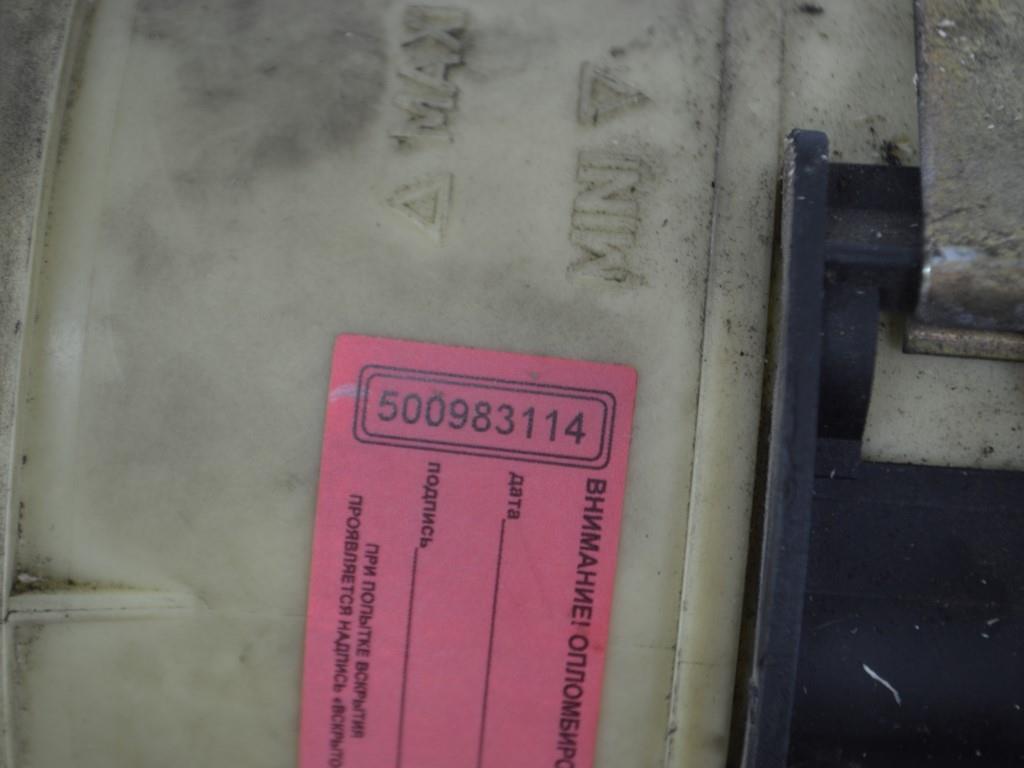 MAX
MIN
500983114
ВНИМАНИЕ! ОПЛОМБИРО
дата
подпись
ПРИ ПОПЫТКЕ ВСКРЫТИЯ
ПРОЯВЛЯЕТСЯ НАДПИСЬ «ВСКРЫТО